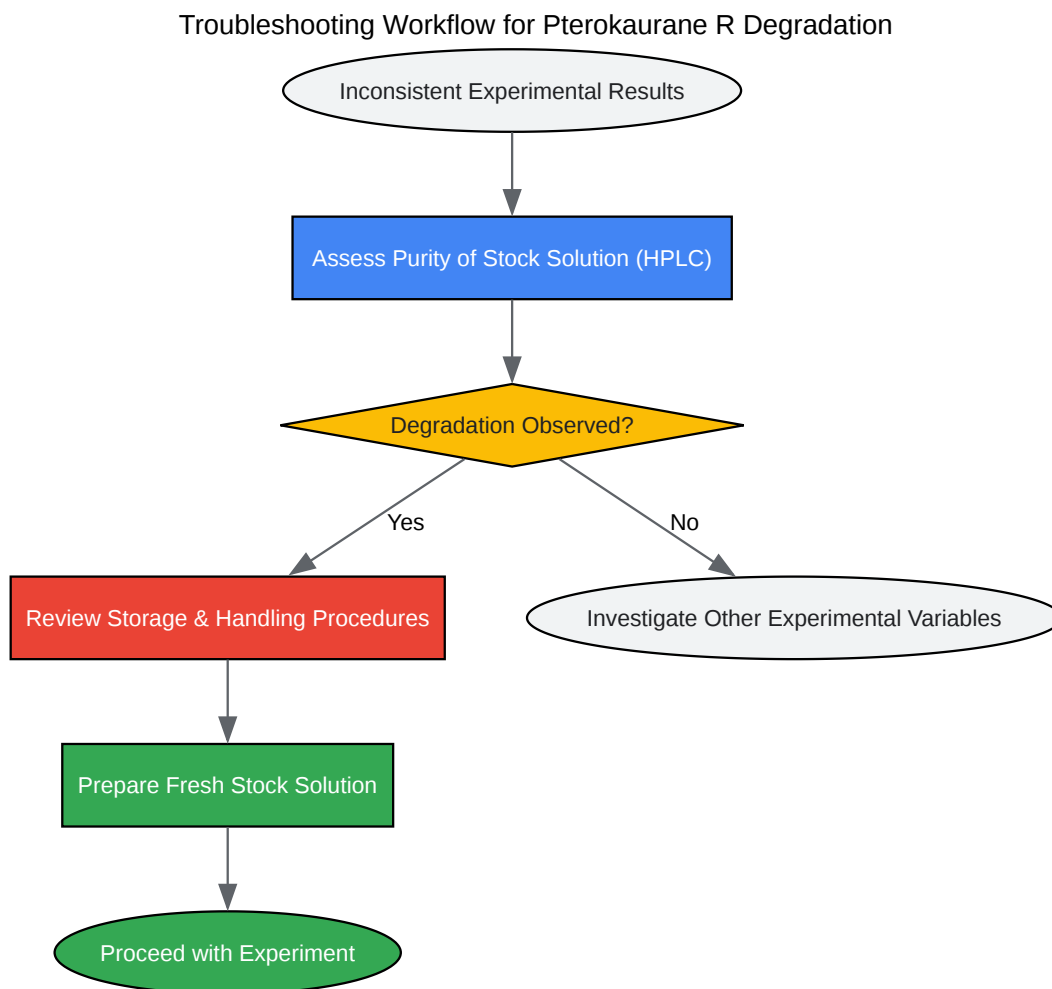 Troubleshooting Workflow for Pterokaurane R Degradation
Inconsistent Experimental Results
Assess Purity of Stock Solution (HPLC)
Degradation Observed?
Yes
No
Review Storage & Handling Procedures
Investigate Other Experimental Variables
Prepare Fresh Stock Solution
Proceed with Experiment